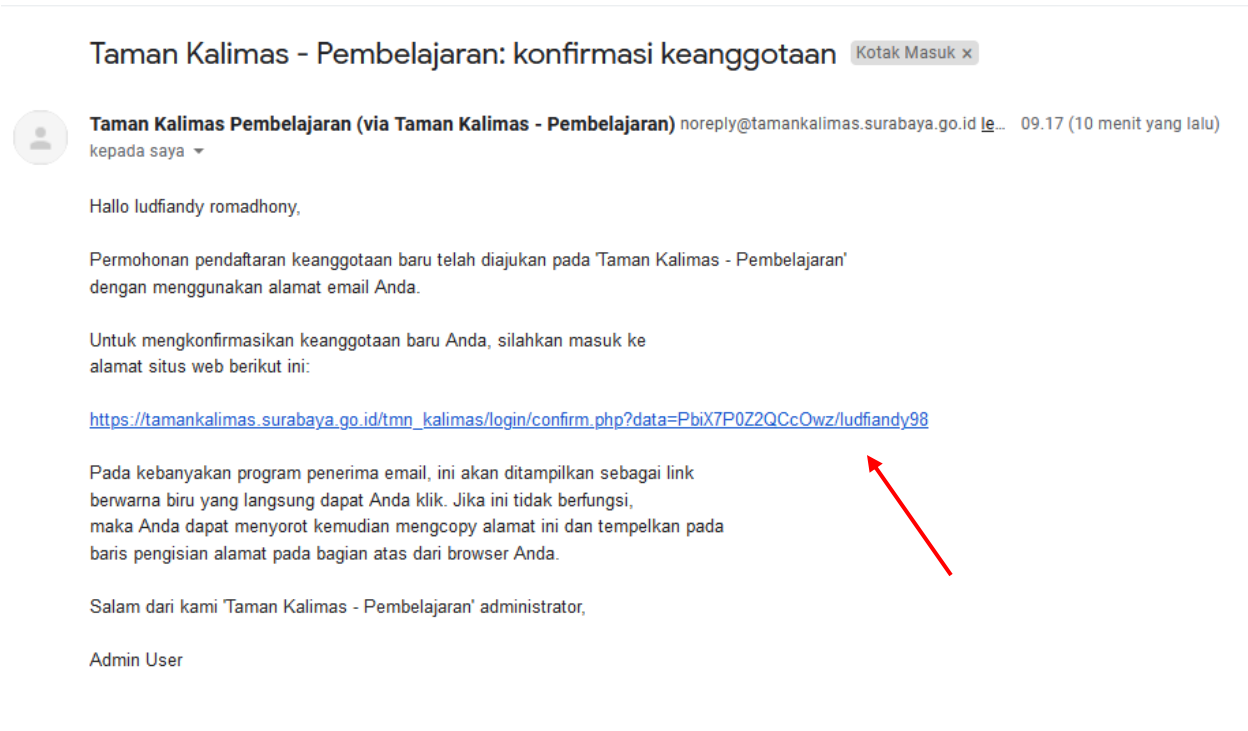 Taman Kalimas - Pembelajaran: konfirmasi keanggotaan Kotak Masuk x
Taman Kalimas Pembelajaran (via Taman Kalimas - Pembelajaran) noreply@tamankalimas.surabaya.go.id le... 09.17 (10 menit yang lalu)
kepada saya
Hallo ludfiandy romadhony,
Permohonan pendaftaran keanggotaan baru telah diajukan pada 'Taman Kalimas - Pembelajaran'
dengan menggunakan alamat email Anda.
Untuk mengkonfirmasikan keanggotaan baru Anda, silahkan masuk ke
alamat situs web berikut ini:
https://tamankalimas.surabaya.go.id/tmn_kalimas/login/confirm.php?data=PbiX7P0Z2QCcOwz/ludfiandy98
Pada kebanyakan program penerima email, ini akan ditampilkan sebagai link
berwarna biru yang langsung dapat Anda klik. Jika ini tidak berfungsi,
maka Anda dapat menyorot kemudian mengcopy alamat ini dan tempelkan pada
baris pengisian alamat pada bagian atas dari browser Anda.
Salam dari kami 'Taman Kalimas - Pembelajaran' administrator,
Admin User